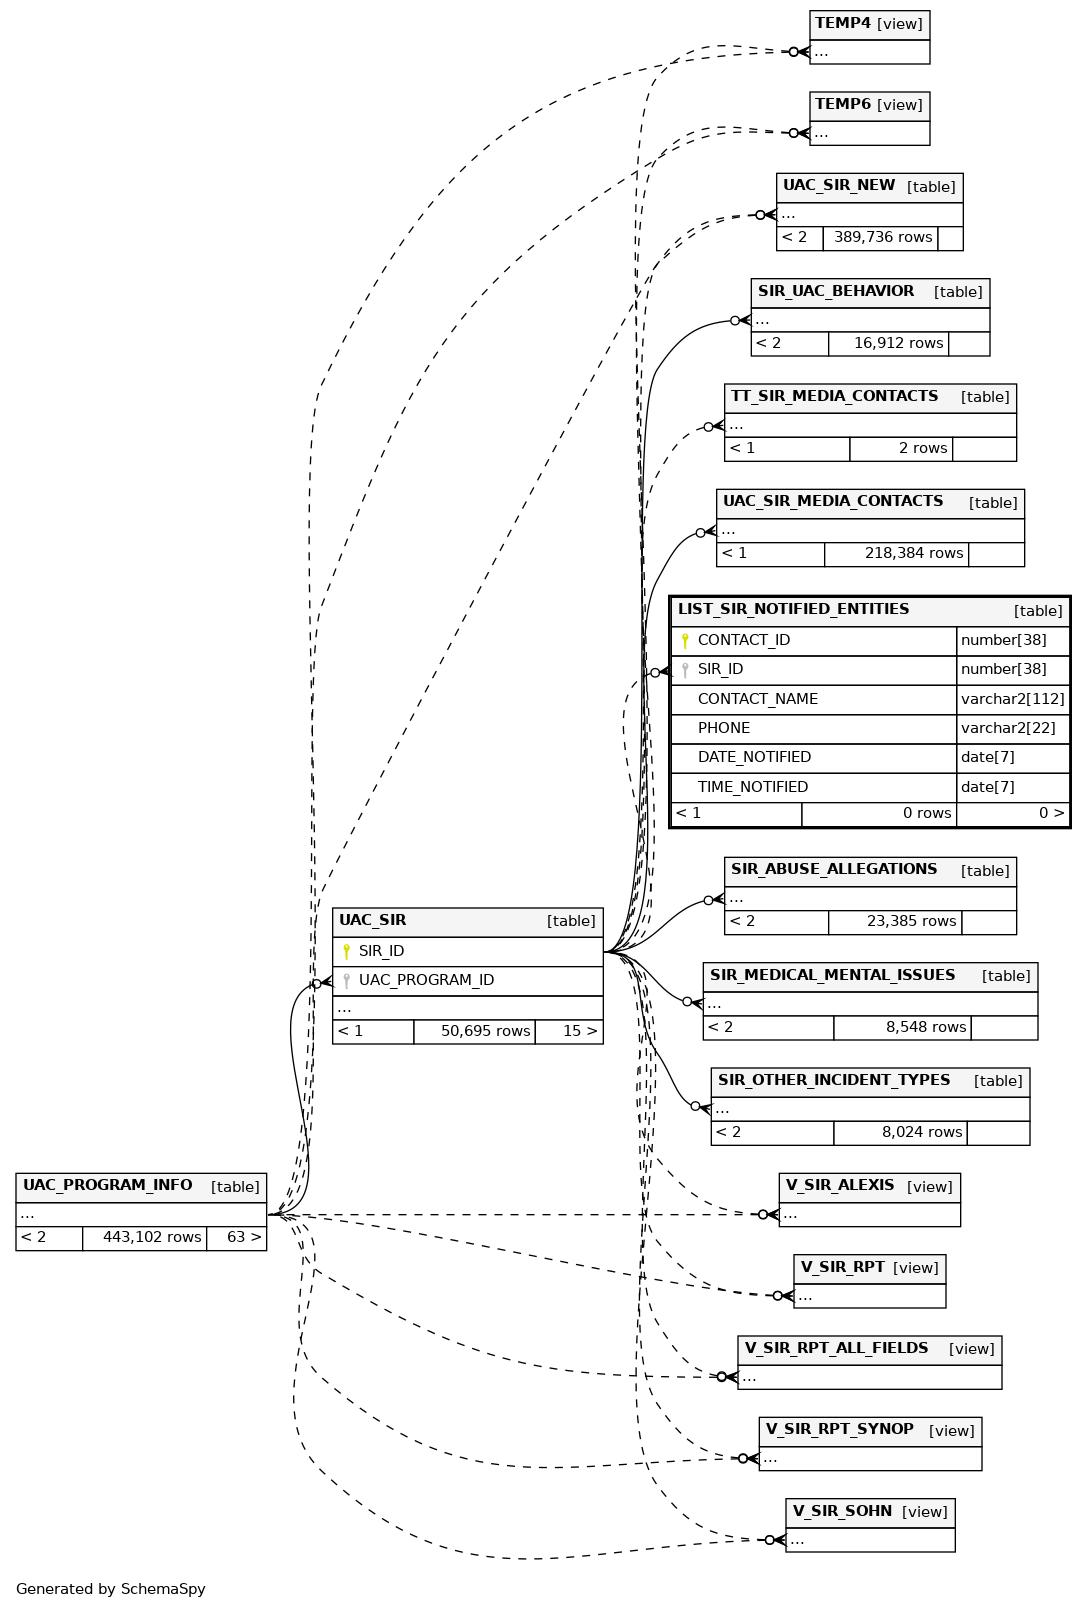 TEMP4 [view]
...
TEMP6 [view]
...
UAC_SIR_NEW [table]
...
< 2 389,736 rows
SIR_UAC_BEHAVIOR [table]
...
< 2 16,912 rows
TT_SIR_MEDIA_CONTACTS [table]
...
< 1 2 rows
UAC_SIR_MEDIA_CONTACTS [table]
...
< 1 218,384 rows
LIST_SIR_NOTIFIED_ENTITIES [table]
CONTACT_ID number[38]
SIR_ID number[38]
CONTACT_NAME varchar2[112]
PHONE varchar2[22]
DATE_NOTIFIED date[7]
TIME_NOTIFIED date[7]
< 1 0 rows 0 >
SIR_ABUSE_ALLEGATIONS [table]
...
< 2 23,385 rows
UAC_SIR [table]
SIR_ID
UAC_PROGRAM_ID
...
< 1 50,695 rows 15 >
SIR_MEDICAL_MENTAL_ISSUES [table]
...
< 2 8,548 rows
SIR_OTHER_INCIDENT_TYPES [table]
...
< 2 8,024 rows
UAC_PROGRAM_INFO [table]
...
< 2 443,102 rows 63 >
V_SIR_ALEXIS [view]
...
V_SIR_RPT [view]
...
V_SIR_RPT_ALL_FIELDS [view]
...
V_SIR_RPT_SYNOP [view]
...
V_SIR_SOHN [view]
...
Generated by SchemaSpy